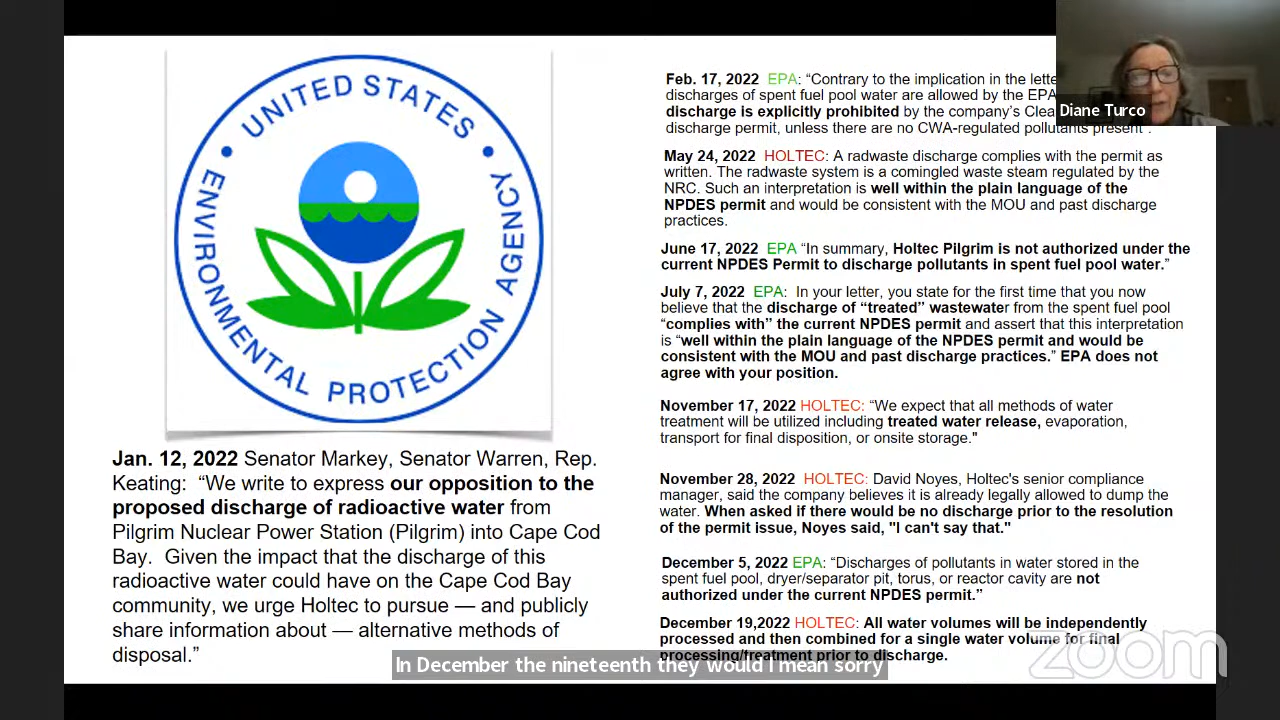 UNITED STATES
ENVIRONMENTAL PROTECTION AGENCY
Jan. 12, 2022 Senator Markey, Senator Warren, Rep.
Keating: “We write to express our opposition to the
proposed discharge of radioactive water from
Pilgrim Nuclear Power Station (Pilgrim) into Cape Cod
Bay. Given the impact that the discharge of this
radioactive water could have on the Cape Cod Bay
community, we urge Holtec to pursue — and publicly
share information about — alternative methods of
disposal.”
Feb. 17, 2022 EPA: “Contrary to the implication in the
discharges of spent fuel pool water are allowed by the EPA
discharge is explicitly prohibited by the company’s
discharge permit, unless there are no CWA-regulated pollutants present”.
May 24, 2022 HOLTEC: A radwaste discharge complies with the permit as
written. The radwaste system is a comingled waste steam regulated by the
NRC. Such an interpretation is well within the plain language of the
NPDES permit and would be consistent with the MOU and past discharge
practices.
June 17, 2022 EPA “In summary, Holtec Pilgrim is not authorized under the
current NPDES Permit to discharge pollutants in spent fuel pool water.”
July 7, 2022 EPA: In your letter, you state for the first time that you now
believe that the discharge of “treated” wastewater from the spent fuel pool
“complies with” the current NPDES permit and assert that this interpretation
is “well within the plain language of the NPDES permit and would be
consistent with the MOU and past discharge practices.” EPA does not
agree with your position.
November 17, 2022 HOLTEC: “We expect that all methods of water
treatment will be utilized including treated water release, evaporation,
transport for final disposition, or onsite storage."
November 28, 2022 HOLTEC: David Noyes, Holtec's senior compliance
manager, said the company believes it is already legally allowed to dump the
water. When asked if there would be no discharge prior to the resolution
of the permit issue, Noyes said, "I can't say that."
December 5, 2022 EPA: “Discharges of pollutants in water stored in the
spent fuel pool, dryer/separator pit, torus, or reactor cavity are not
authorized under the current NPDES permit.”
December 19,2022 HOLTEC: All water volumes will be independently
processed and then combined for a single water volume for final
processing/treatment prior to discharge.
Diane Turco
In December the nineteenth they would I mean sorry
zoom